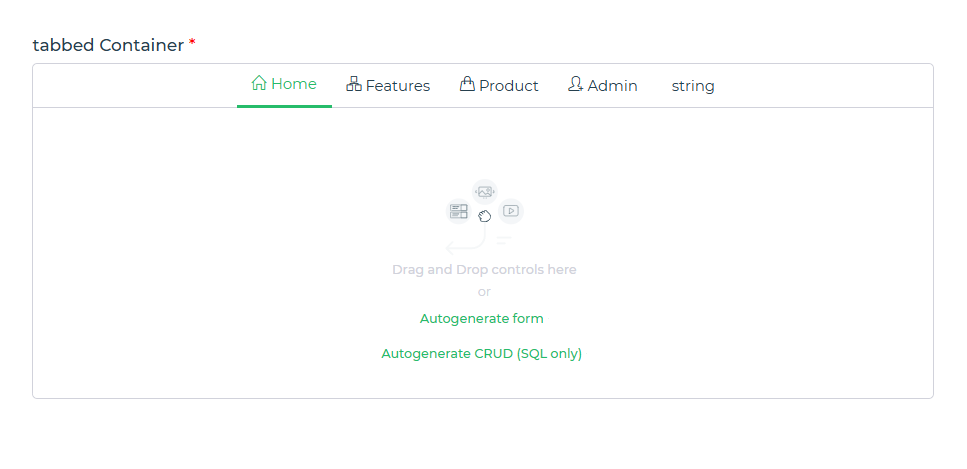 tabbed Container *
Home Features Product Admin string
Drag and Drop controls here
or
Autogenerate form
Autogenerate CRUD (SQL only)